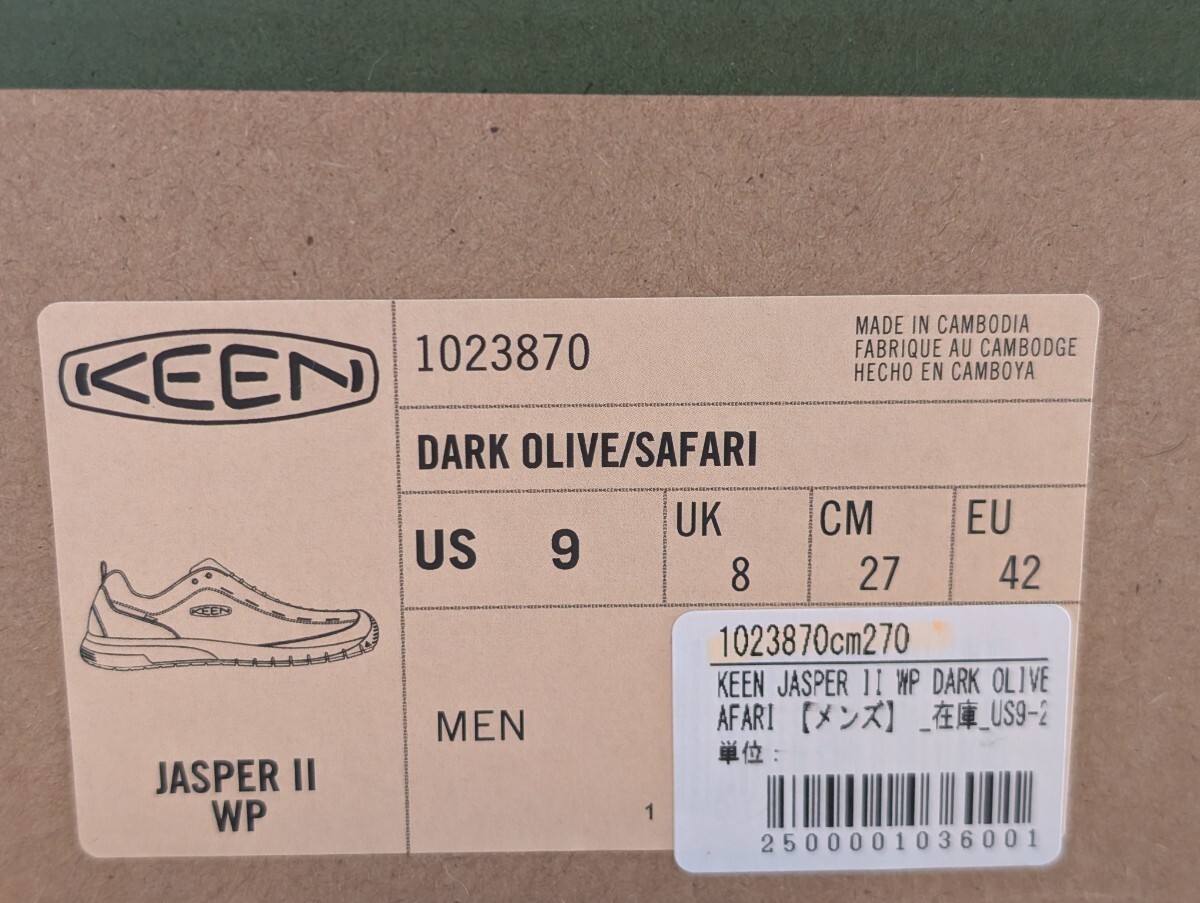 KEEN
1023870
MADE IN CAMBODIA
FABRIQUE AU CAMBODGE
HECHO EN CAMBOYA
DARK OLIVE/SAFARI
US 9
UK 8
CM 27
EU 42
KEEN
JASPER II
WP
MEN
1
1023870cm270
KEEN JASPER II WP DARK OLIVE
AFARI 【メンズ】 _在庫_US9-2
単位:
2500001036001